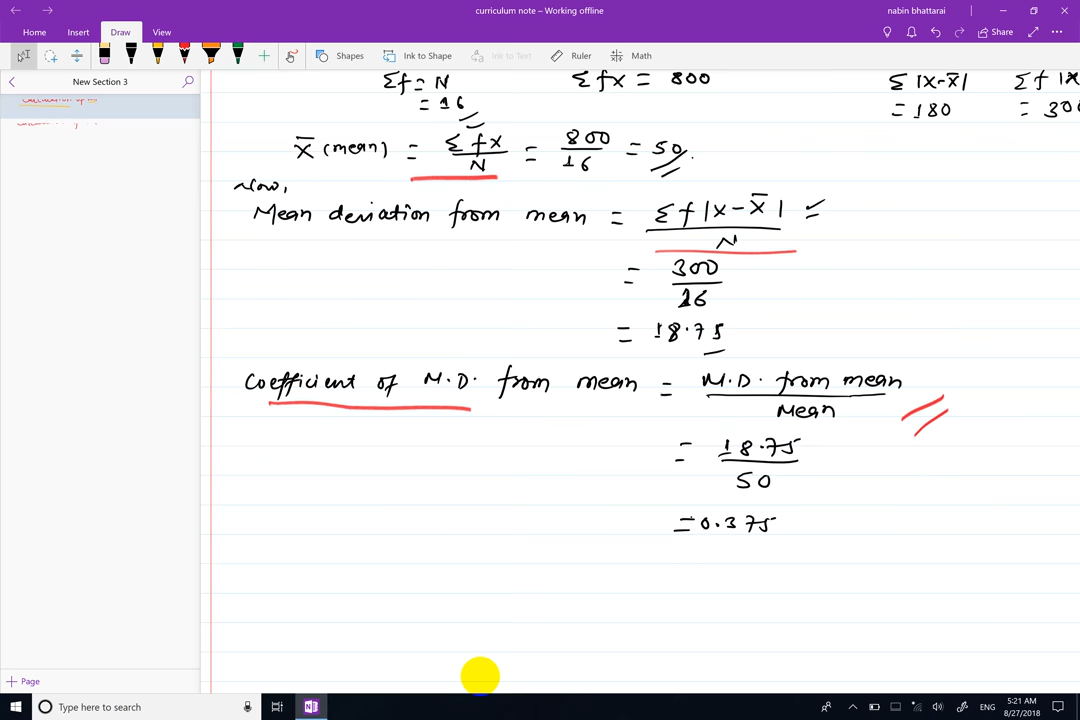 curriculum note – Working offline
nabin bhattarai
Home Insert Draw View
Share
Shapes Ink to Shape Ink to Text Ruler Math
New Section 3
Σf = N
= 16
Σfx = 800
Σ|x-x̄|
= 180
Σf|x
= 300
x̄ (mean) = Σfx / N = 800 / 16 = 50
Now,
Mean deviation from mean = Σf|x-x̄| / N
= 300 / 16
= 18.75
Coefficient of M.D. from mean = M.D. from mean / Mean
= 18.75 / 50
= 0.375
Page
Type here to search
ENG
5:21 AM
8/27/2018